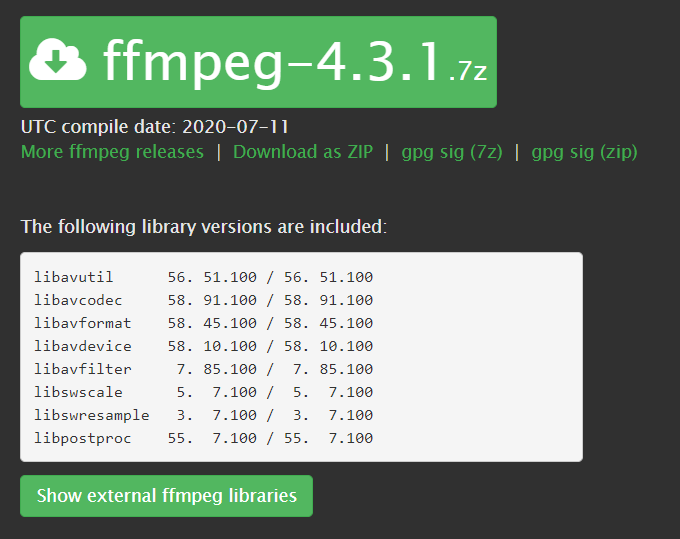 ffmpeg-4.3.1.7z
UTC compile date: 2020-07-11
More ffmpeg releases | Download as ZIP | gpg sig (7z) | gpg sig (zip)
The following library versions are included:
libavutil      56. 51.100 / 56. 51.100
libavcodec     58. 91.100 / 58. 91.100
libavformat    58. 45.100 / 58. 45.100
libavdevice    58. 10.100 / 58. 10.100
libavfilter     7. 85.100 /  7. 85.100
libswscale      5.  7.100 /  5.  7.100
libswresample   3.  7.100 /  3.  7.100
libpostproc    55.  7.100 / 55.  7.100
Show external ffmpeg libraries